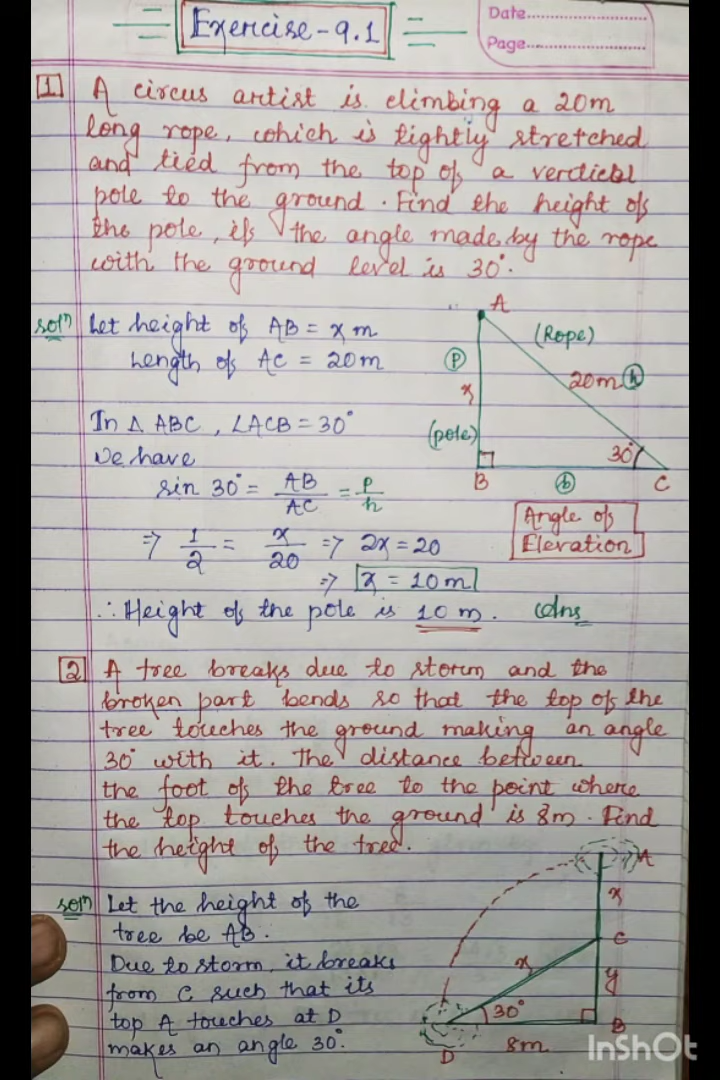 Exercise-9.1
Date
Page
1 A circus artist is climbing a 20m
long rope, which is tightly stretched
and tied from the top of a verdical
pole to the ground. Find the height of
the pole, if the angle made by the rope
with the ground level is 30°.
solⁿ Let height of AB = x m
Length of AC = 20m
In △ ABC, ∠ACB = 30°
We have
sin 30° = AB/AC = P/h
⇒ 1/2 = x/20 ⇒ 2x = 20
⇒ x = 10m
∴ Height of the pole is 10 m. Ans
A
(Rope)
P
20m h
x
(pole)
30°
B b C
Angle of
Elevation
2 A tree breaks due to storm and the
broken part bends so that the top of the
tree touches the ground making an angle
30° with it. The distance between
the foot of the tree to the point where
the top touches the ground is 8m. Find
the height of the tree.
solⁿ Let the height of the
tree be AB.
Due to storm, it breaks
from C such that its
top A touches at D
makes an angle 30°.
A
x
C
x
y
30°
B
D
8m
InShOt